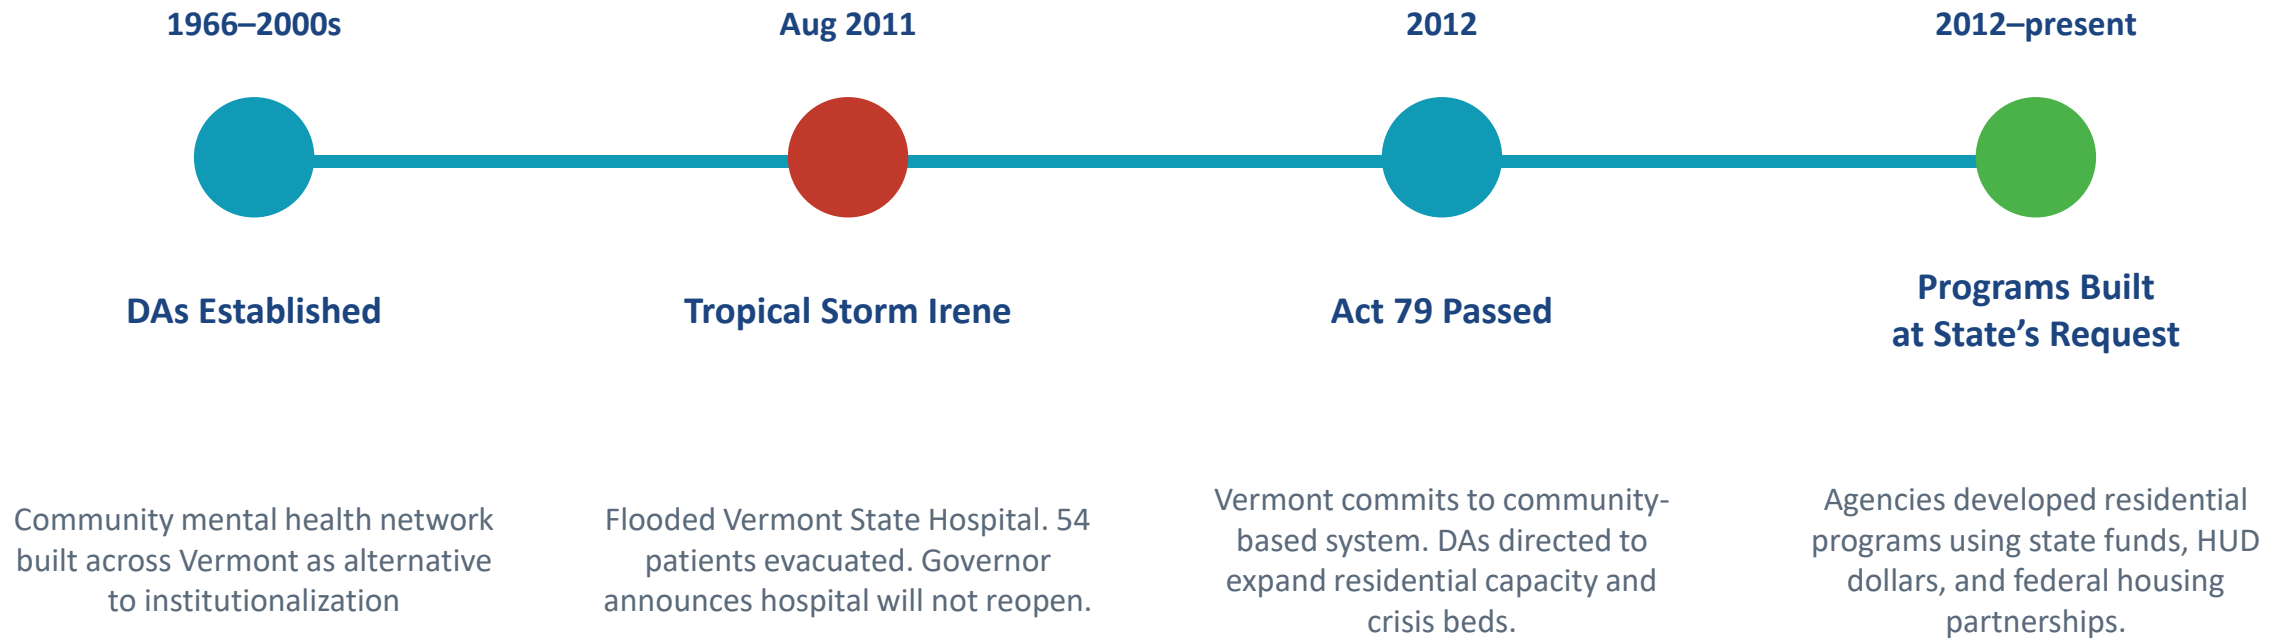 1966–2000s
Aug 2011
2012
2012–present
DAs Established
Tropical Storm Irene
Act 79 Passed
Programs Built
at State’s Request
Community mental health network
built across Vermont as alternative
to institutionalization
Flooded Vermont State Hospital. 54
patients evacuated. Governor
announces hospital will not reopen.
Vermont commits to community-
based system. DAs directed to
expand residential capacity and
crisis beds.
Agencies developed residential
programs using state funds, HUD
dollars, and federal housing
partnerships.